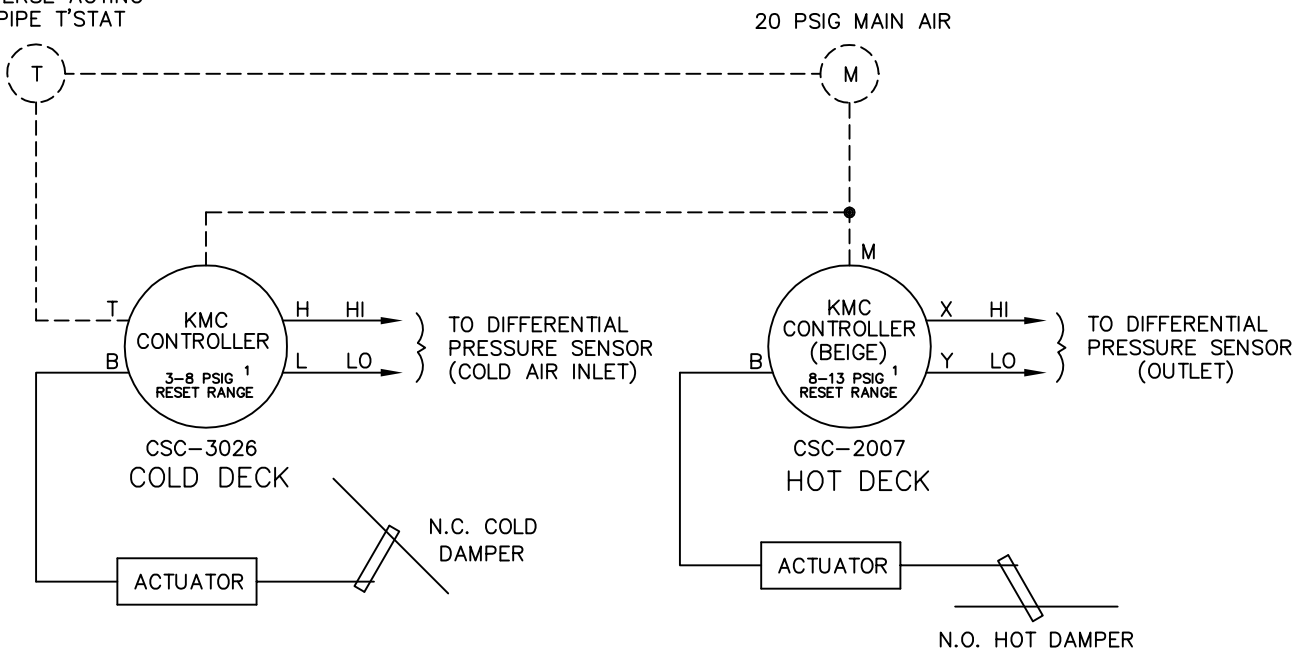 PIPE T'STAT
20 PSIG MAIN AIR
T
M
M
T
KMC
CONTROLLER
3-8 PSIG 1
RESET RANGE
B
H HI
L LO
TO DIFFERENTIAL
PRESSURE SENSOR
(COLD AIR INLET)
KMC
CONTROLLER
(BEIGE)
8-13 PSIG 1
RESET RANGE
B
X HI
Y LO
TO DIFFERENTIAL
PRESSURE SENSOR
(OUTLET)
CSC-3026
COLD DECK
CSC-2007
HOT DECK
N.C. COLD
DAMPER
ACTUATOR
ACTUATOR
N.O. HOT DAMPER